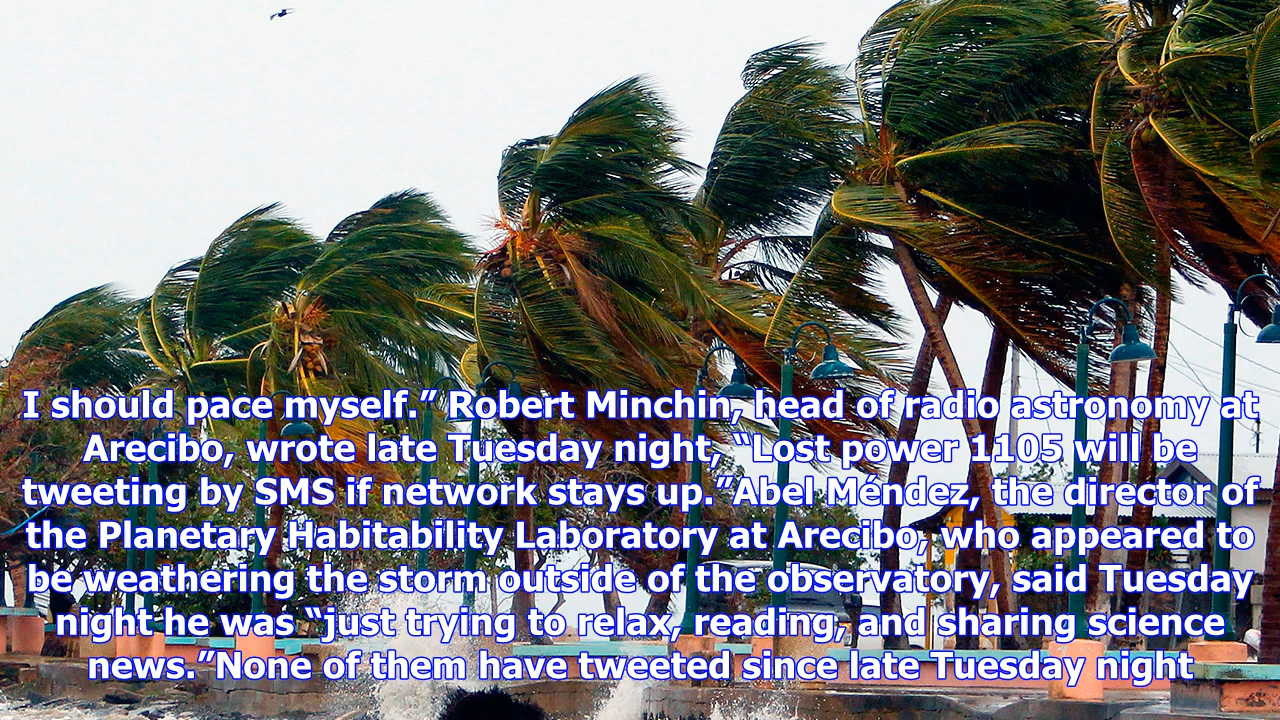 I should pace myself.” Robert Minchin, head of radio astronomy at
Arecibo, wrote late Tuesday night, “Lost power 1105 will be
tweeting by SMS if network stays up.”Abel Méndez, the director of
the Planetary Habitability Laboratory at Arecibo, who appeared to
be weathering the storm outside of the observatory, said Tuesday
night he was “just trying to relax, reading, and sharing science
news.”None of them have tweeted since late Tuesday night